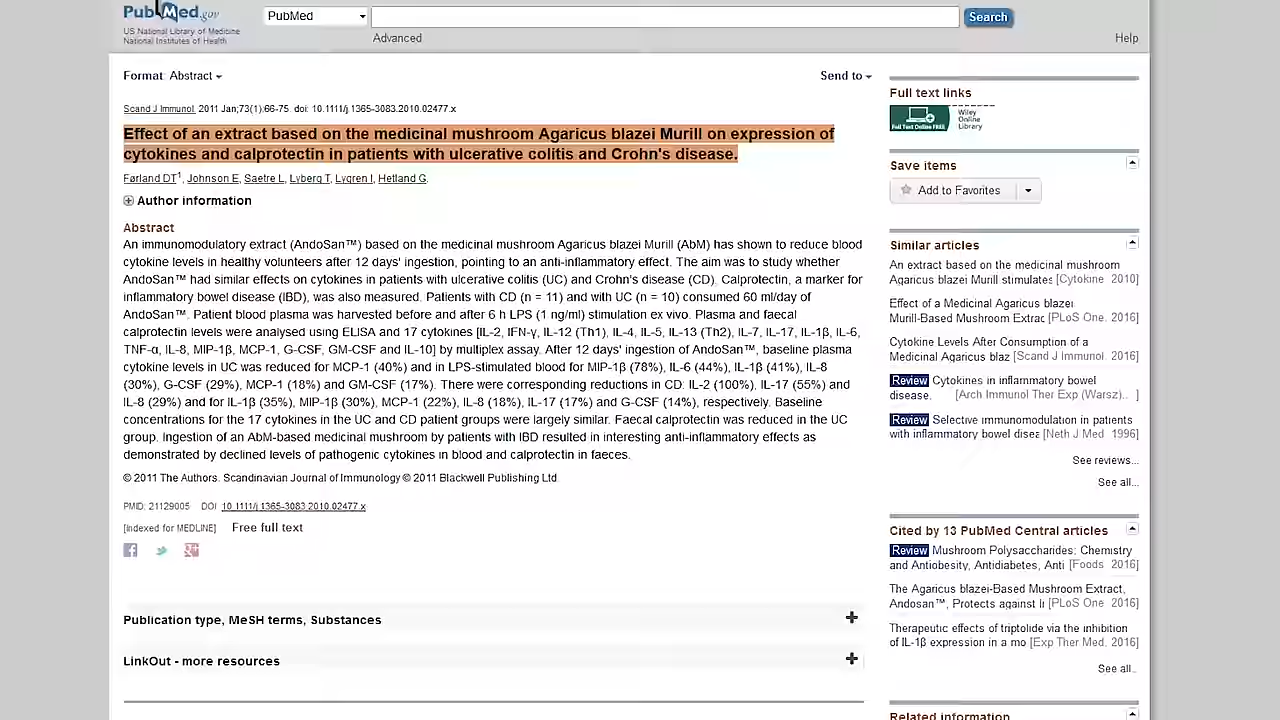 PubMed.gov
US National Library of Medicine
National Institutes of Health
PubMed
Search
Advanced
Help
Format: Abstract
Send to
Scand J Immunol. 2011 Jan;73(1):66-75. doi: 10.1111/j.1365-3083.2010.02477.x
Effect of an extract based on the medicinal mushroom Agaricus blazei Murill on expression of
cytokines and calprotectin in patients with ulcerative colitis and Crohn's disease.
Førland DT1, Johnson E, Saetre L, Lyberg T, Lygren I, Hetland G.
Author information
Abstract
An immunomodulatory extract (AndoSan™) based on the medicinal mushroom Agaricus blazei Murill (AbM) has shown to reduce blood
cytokine levels in healthy volunteers after 12 days' ingestion, pointing to an anti-inflammatory effect. The aim was to study whether
AndoSan™ had similar effects on cytokines in patients with ulcerative colitis (UC) and Crohn's disease (CD). Calprotectin, a marker for
inflammatory bowel disease (IBD), was also measured. Patients with CD (n = 11) and with UC (n = 10) consumed 60 ml/day of
AndoSan™. Patient blood plasma was harvested before and after 6 h LPS (1 ng/ml) stimulation ex vivo. Plasma and faecal
calprotectin levels were analysed using ELISA and 17 cytokines [IL-2, IFN-γ, IL-12 (Th1), IL-4, IL-5, IL-13 (Th2), IL-7, IL-17, IL-1β, IL-6,
TNF-α, IL-8, MIP-1β, MCP-1, G-CSF, GM-CSF and IL-10] by multiplex assay. After 12 days' ingestion of AndoSan™, baseline plasma
cytokine levels in UC was reduced for MCP-1 (40%) and in LPS-stimulated blood for MIP-1β (78%), IL-6 (44%), IL-1β (41%), IL-8
(30%), G-CSF (29%), MCP-1 (18%) and GM-CSF (17%). There were corresponding reductions in CD: IL-2 (100%), IL-17 (55%) and
IL-8 (29%) and for IL-1β (35%), MIP-1β (30%), MCP-1 (22%), IL-8 (18%), IL-17 (17%) and G-CSF (14%), respectively. Baseline
concentrations for the 17 cytokines in the UC and CD patient groups were largely similar. Faecal calprotectin was reduced in the UC
group. Ingestion of an AbM-based medicinal mushroom by patients with IBD resulted in interesting anti-inflammatory effects as
demonstrated by declined levels of pathogenic cytokines in blood and calprotectin in faeces.
© 2011 The Authors. Scandinavian Journal of Immunology © 2011 Blackwell Publishing Ltd.
PMID: 21129005 DOI: 10.1111/j.1365-3083.2010.02477.x
[Indexed for MEDLINE] Free full text
Publication type, MeSH terms, Substances
LinkOut - more resources
Full text links
Full Text Online FREE
Wiley
Online
Library
Save items
Add to Favorites
Similar articles
An extract based on the medicinal mushroom
Agaricus blazei Murill stimulates [Cytokine. 2010]
Effect of a Medicinal Agaricus blazei
Murill-Based Mushroom Extrac [PLoS One. 2016]
Cytokine Levels After Consumption of a
Medicinal Agaricus blaz [Scand J Immunol. 2016]
Review Cytokines in inflammatory bowel
disease. [Arch Immunol Ther Exp (Warsz).. ]
Review Selective immunomodulation in patients
with inflammatory bowel disea [Neth J Med. 1996]
See reviews...
See all...
Cited by 13 PubMed Central articles
Review Mushroom Polysaccharides: Chemistry
and Antiobesity, Antidiabetes, Anti [Foods. 2016]
The Agaricus blazei-Based Mushroom Extract,
Andosan™, Protects against I [PLoS One. 2016]
Therapeutic effects of triptolide via the inhibition
of IL-1β expression in a mo [Exp Ther Med. 2016]
See all...
Related information